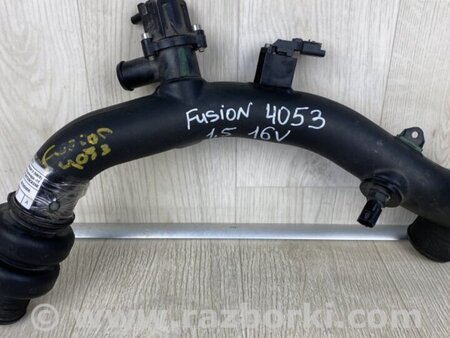 FUSION 4053
1.5 16V
Fusion
4053
www.razborki.com